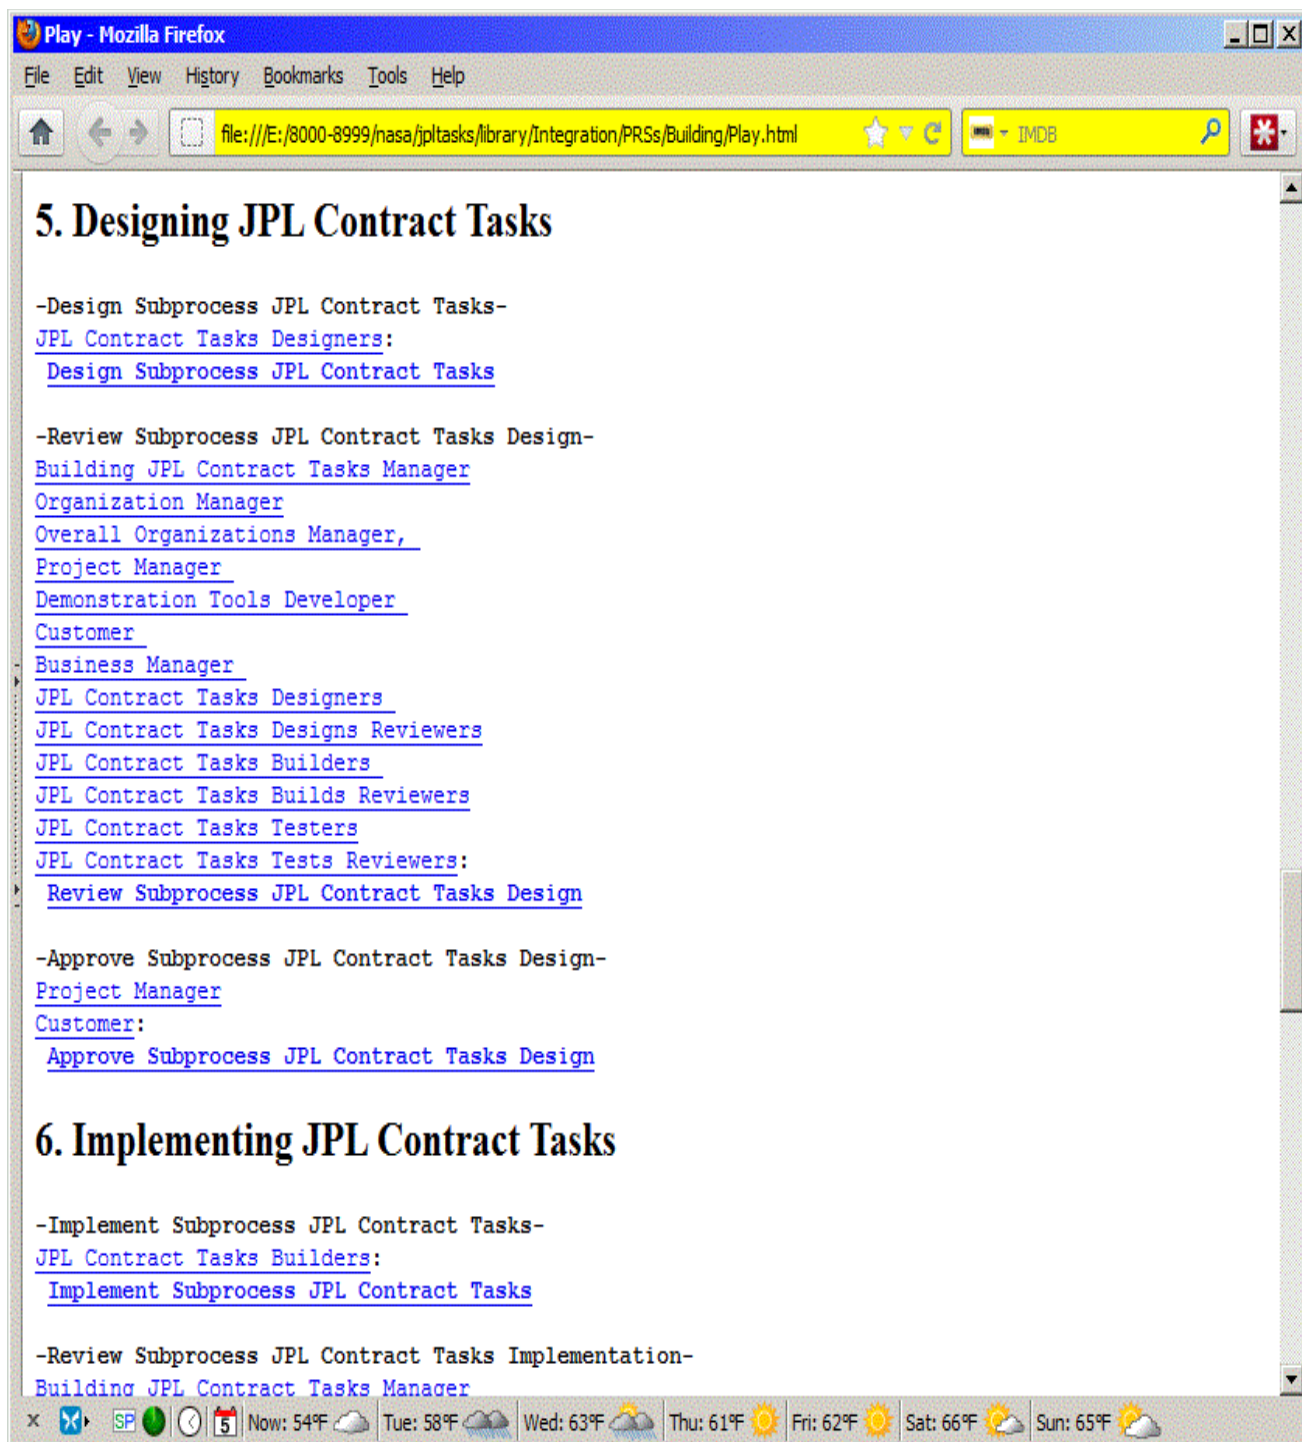 Play - Mozilla Firefox
File Edit View History Bookmarks Tools Help
file:///E:/8000-8999/nasa/jpltasks/library/Integration/PRSs/Building/Play.html IMDB
5. Designing JPL Contract Tasks
-Design Subprocess JPL Contract Tasks-
JPL Contract Tasks Designers:
Design Subprocess JPL Contract Tasks
-Review Subprocess JPL Contract Tasks Design-
Building JPL Contract Tasks Manager
Organization Manager
Overall Organizations Manager,
Project Manager
Demonstration Tools Developer
Customer
Business Manager
JPL Contract Tasks Designers
JPL Contract Tasks Designs Reviewers
JPL Contract Tasks Builders
JPL Contract Tasks Builds Reviewers
JPL Contract Tasks Testers
JPL Contract Tasks Tests Reviewers:
Review Subprocess JPL Contract Tasks Design
-Approve Subprocess JPL Contract Tasks Design-
Project Manager
Customer:
Approve Subprocess JPL Contract Tasks Design
6. Implementing JPL Contract Tasks
-Implement Subprocess JPL Contract Tasks-
JPL Contract Tasks Builders:
Implement Subprocess JPL Contract Tasks
-Review Subprocess JPL Contract Tasks Implementation-
Building JPL Contract Tasks Manager
x SP 5 Now: 54°F Tue: 58°F Wed: 63°F Thu: 61°F Fri: 62°F Sat: 66°F Sun: 65°F